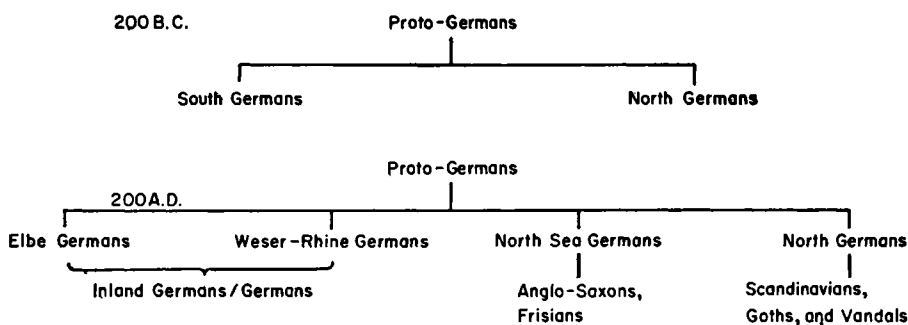 200 B.C. Proto-Germans
South Germans North Germans
Proto-Germans
200 A.D.
Elbe Germans Weser-Rhine Germans North Sea Germans North Germans
Inland Germans/Germans Anglo-Saxons, Scandinavians,
Frisians Goths, and Vandals